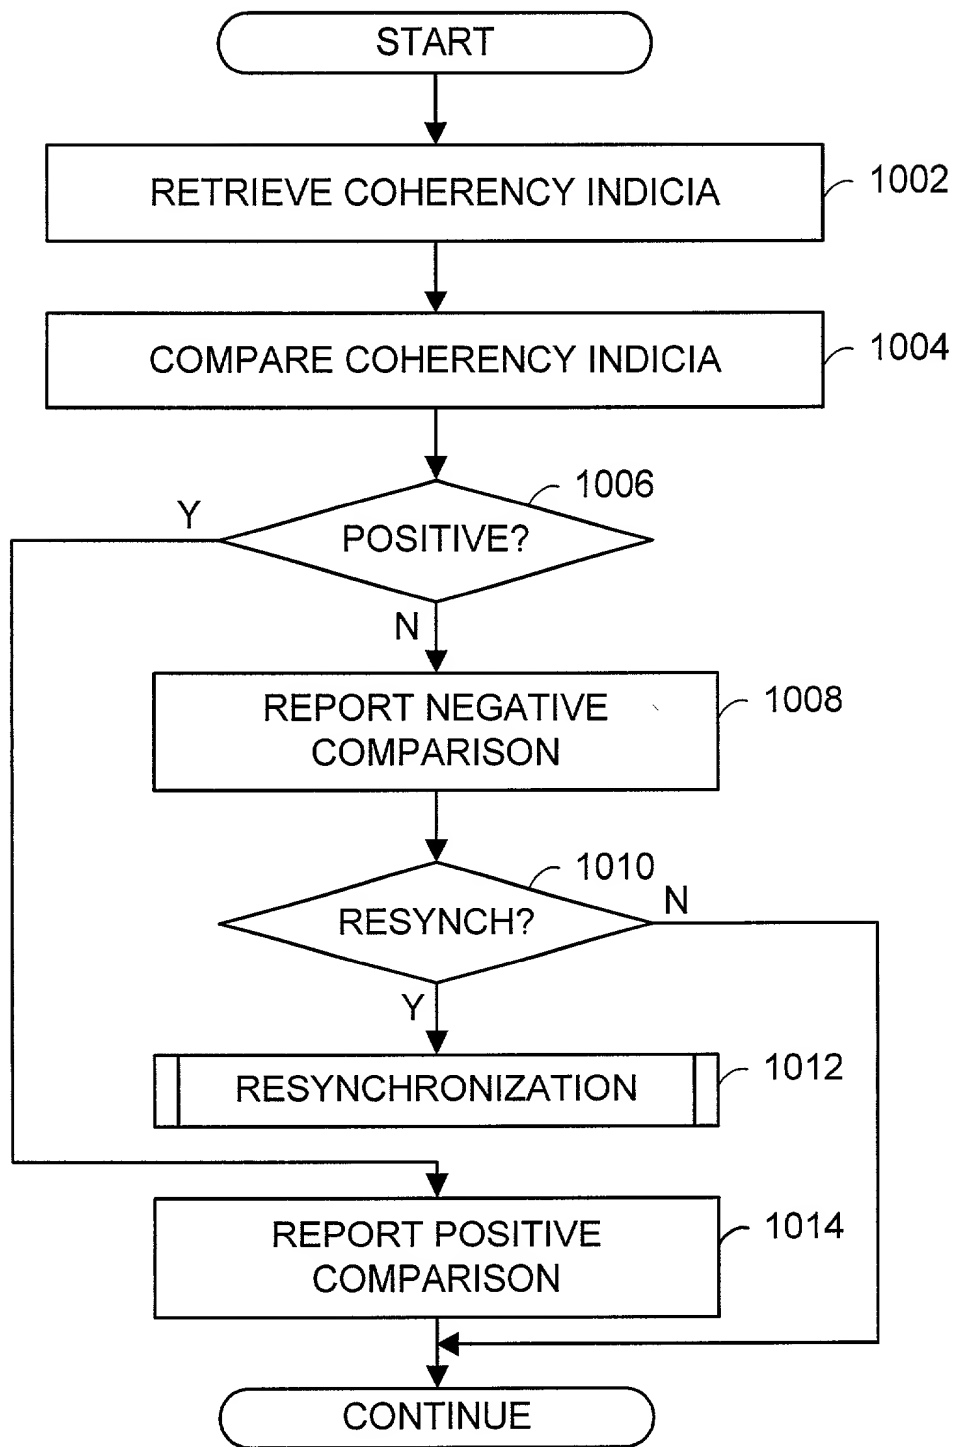 START
RETRIEVE COHERENCY INDICIA
1002
COMPARE COHERENCY INDICIA
1004
1006
Y
POSITIVE?
N
REPORT NEGATIVE
COMPARISON
1008
1010
N
RESYNCH?
Y
RESYNCHRONIZATION
1012
REPORT POSITIVE
COMPARISON
1014
CONTINUE